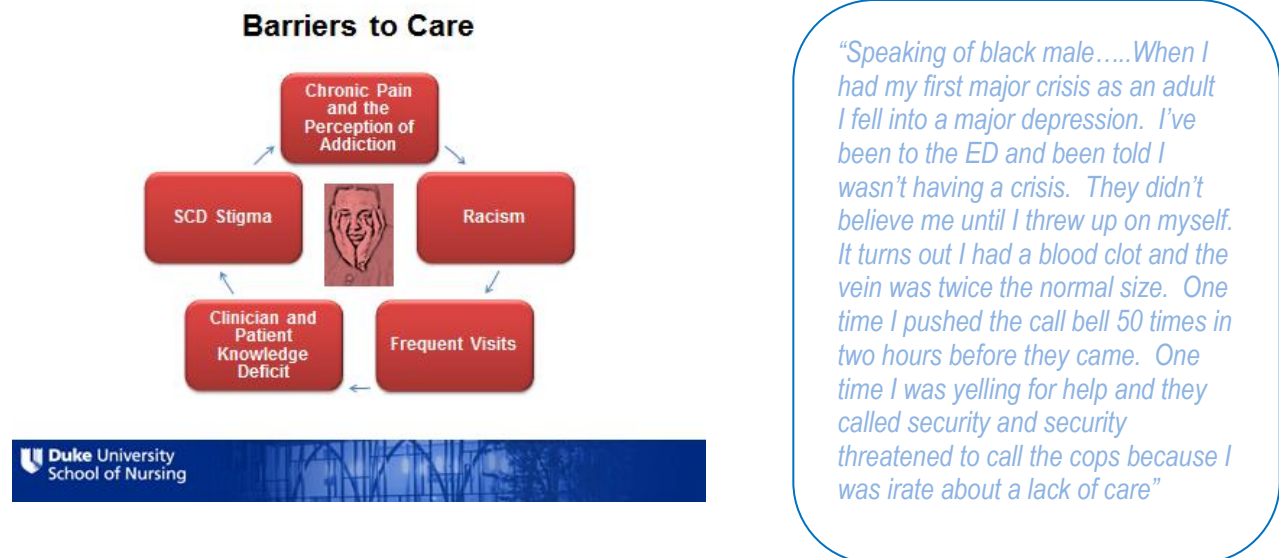 Barriers to Care
Chronic Pain
and the
Perception of
Addiction
Racism
Frequent Visits
Clinician and
Patient
Knowledge
Deficit
SCD Stigma
Duke University
School of Nursing
“Speaking of black male…..When I
had my first major crisis as an adult
I fell into a major depression.  I’ve
been to the ED and been told I
wasn’t having a crisis.  They didn’t
believe me until I threw up on myself.
It turns out I had a blood clot and the
vein was twice the normal size.  One
time I pushed the call bell 50 times in
two hours before they came.  One
time I was yelling for help and they
called security and security
threatened to call the cops because I
was irate about a lack of care”